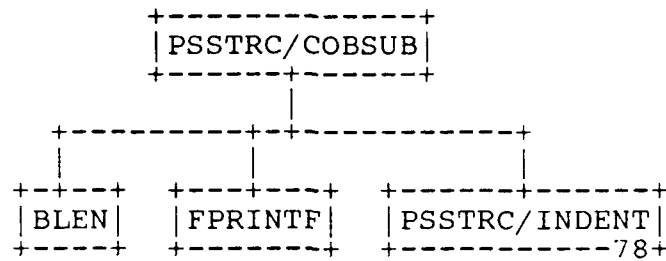 PSSTRC/COBSUB
BLEN FPRINTF PSSTRC/INDENT
78